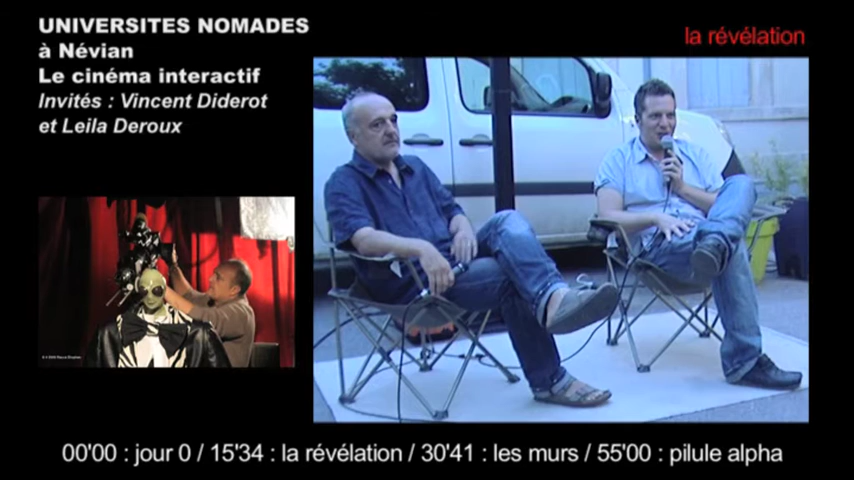 UNIVERSITES NOMADES
à Névian
Le cinéma interactif
Invités : Vincent Diderot
et Leila Deroux
la révélation
00'00 : jour 0 / 15'34 : la révélation / 30'41 : les murs / 55'00 : pilule alpha